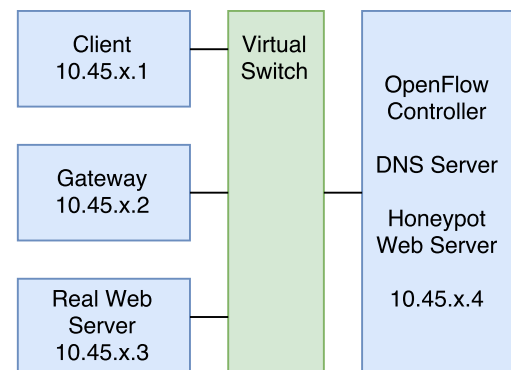 Client
10.45.x.1
Virtual
Switch
OpenFlow
Controller
DNS Server
Honeypot
Web Server
10.45.x.4
Gateway
10.45.x.2
Real Web
Server
10.45.x.3